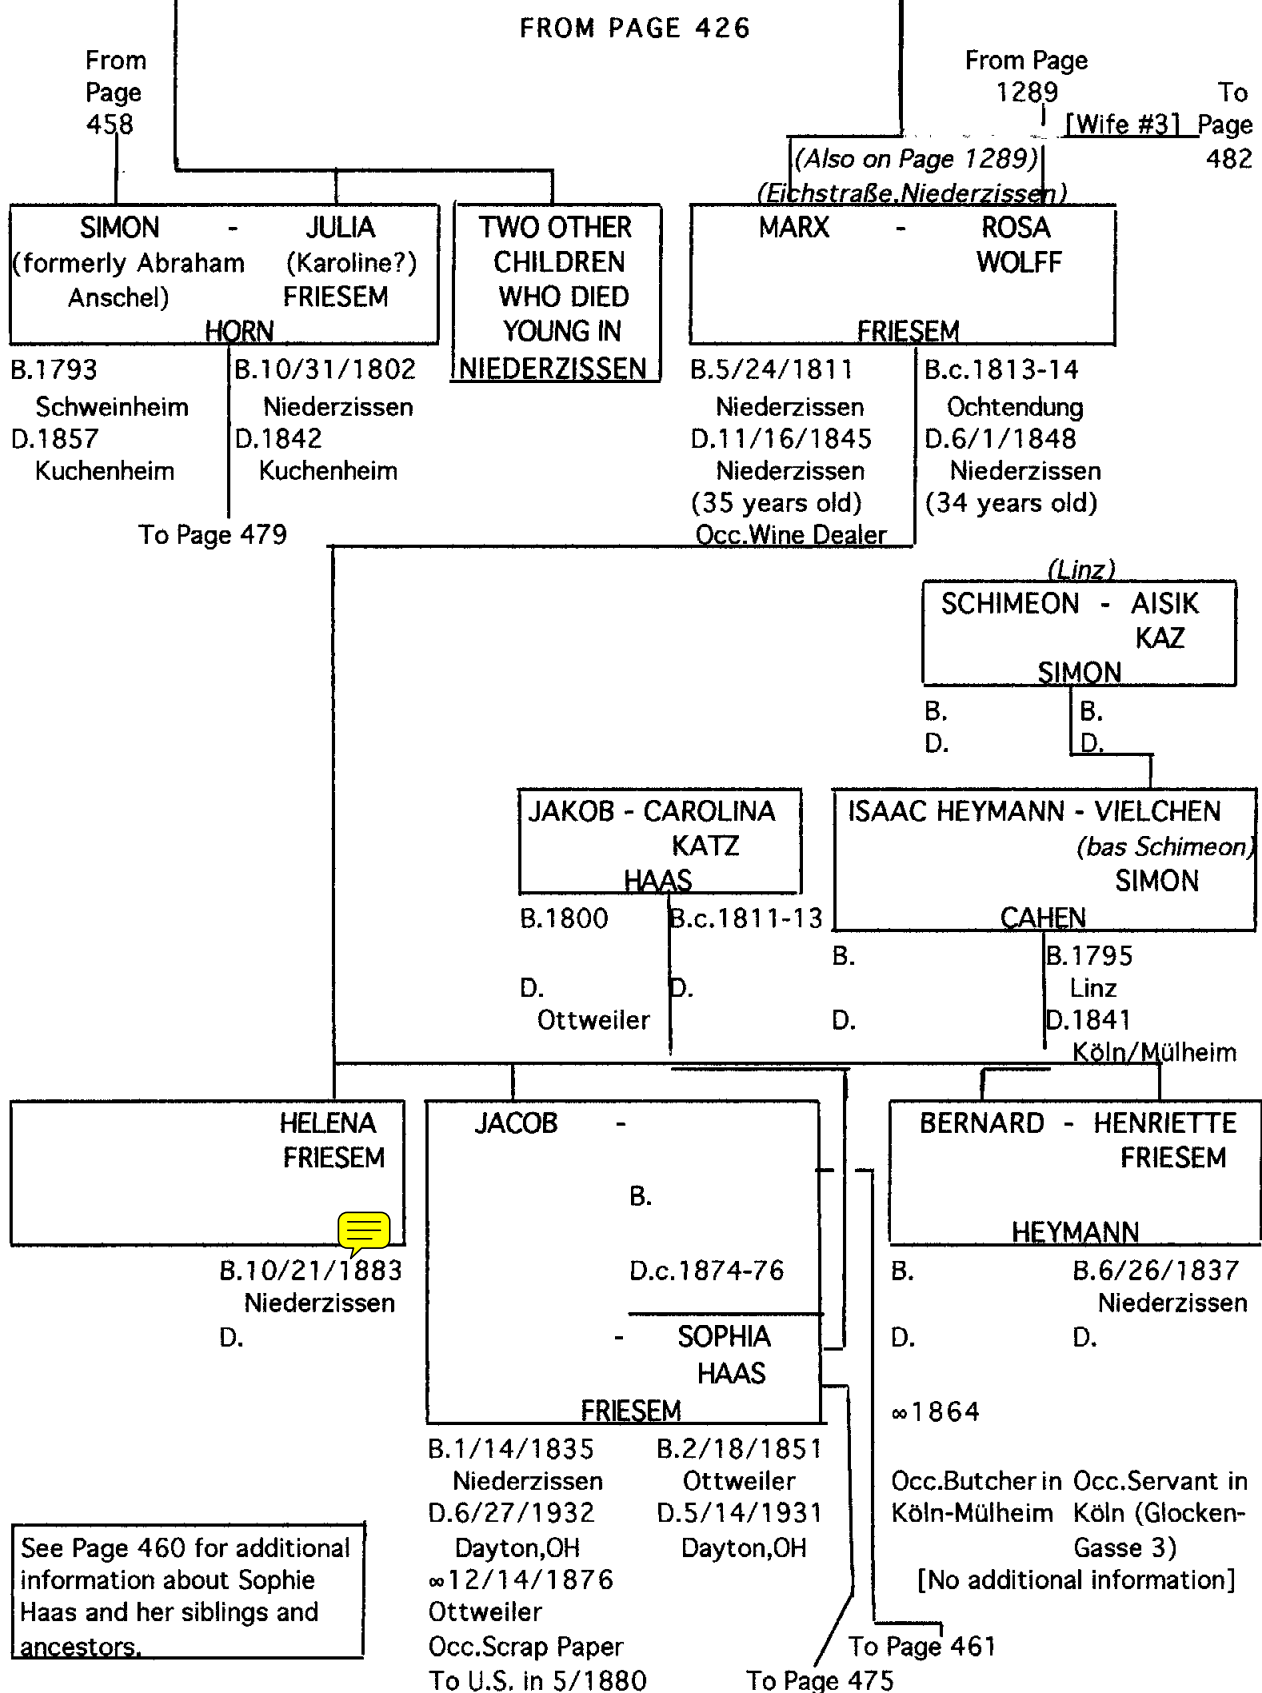 FROM PAGE 426
From
Page
458
From Page
1289
To
[Wife #3] Page
482
(Also on Page 1289)
(Eichstraße,Niederzissen)
SIMON - JULIA
(formerly Abraham (Karoline?)
Anschel) FRIESEM
HORN
B.1793 B.10/31/1802
Schweinheim Niederzissen
D.1857 D.1842
Kuchenheim Kuchenheim
To Page 479
TWO OTHER
CHILDREN
WHO DIED
YOUNG IN
NIEDERZISSEN
MARX - ROSA
WOLFF
FRIESEM
B.5/24/1811 B.c.1813-14
Niederzissen Ochtendung
D.11/16/1845 D.6/1/1848
Niederzissen Niederzissen
(35 years old) (34 years old)
Occ.Wine Dealer
(Linz)
SCHIMEON - AISIK
KAZ
SIMON
B. B.
D. D.
JAKOB - CAROLINA
KATZ
HAAS
B.1800 B.c.1811-13
D. D.
Ottweiler
ISAAC HEYMANN - VIELCHEN
(bas Schimeon)
SIMON
CAHEN
B. B.1795
Linz
D. D.1841
Köln/Mülheim
HELENA
FRIESEM
B.10/21/1883
Niederzissen
D.
JACOB -
B.
D.c.1874-76
- SOPHIA
HAAS
FRIESEM
B.1/14/1835 B.2/18/1851
Niederzissen Ottweiler
D.6/27/1932 D.5/14/1931
Dayton,OH Dayton,OH
∞12/14/1876
Ottweiler
Occ.Scrap Paper
To U.S. in 5/1880
BERNARD - HENRIETTE
FRIESEM
HEYMANN
B. B.6/26/1837
Niederzissen
D. D.
∞1864
Occ.Butcher in Occ.Servant in
Köln-Mülheim Köln (Glocken-
Gasse 3)
[No additional information]
To Page 461
To Page 475
See Page 460 for additional
information about Sophie
Haas and her siblings and
ancestors.